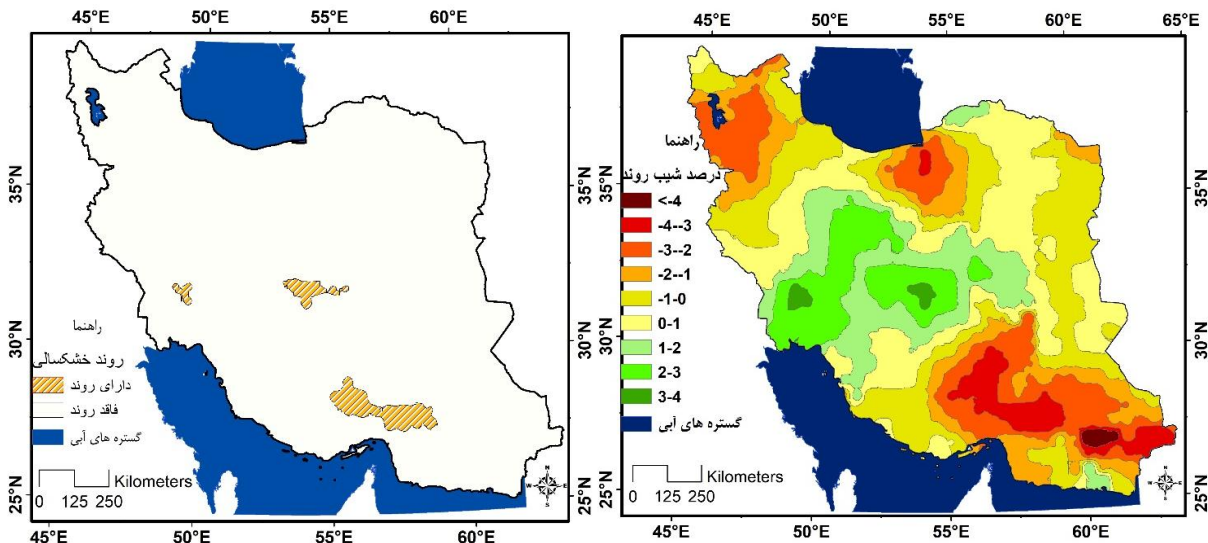 45°E 50°E 55°E 60°E
35°N
30°N
25°N
راهنما
روند خشکسالی
دارای روند
فاقد روند
گستره های آبی
Kilometers
0 125 250
N
W E
S
35°N
30°N
25°N
45°E 50°E 55°E 60°E
45°E 50°E 55°E 60°E 65°E
35°N
30°N
25°N
راهنما
درصد شیب روند
<-4
-4--3
-3--2
-2--1
-1-0
0-1
1-2
2-3
3-4
گستره های آبی
Kilometers
0 125 250
N
W E
S
35°N
30°N
25°N
45°E 50°E 55°E 60°E